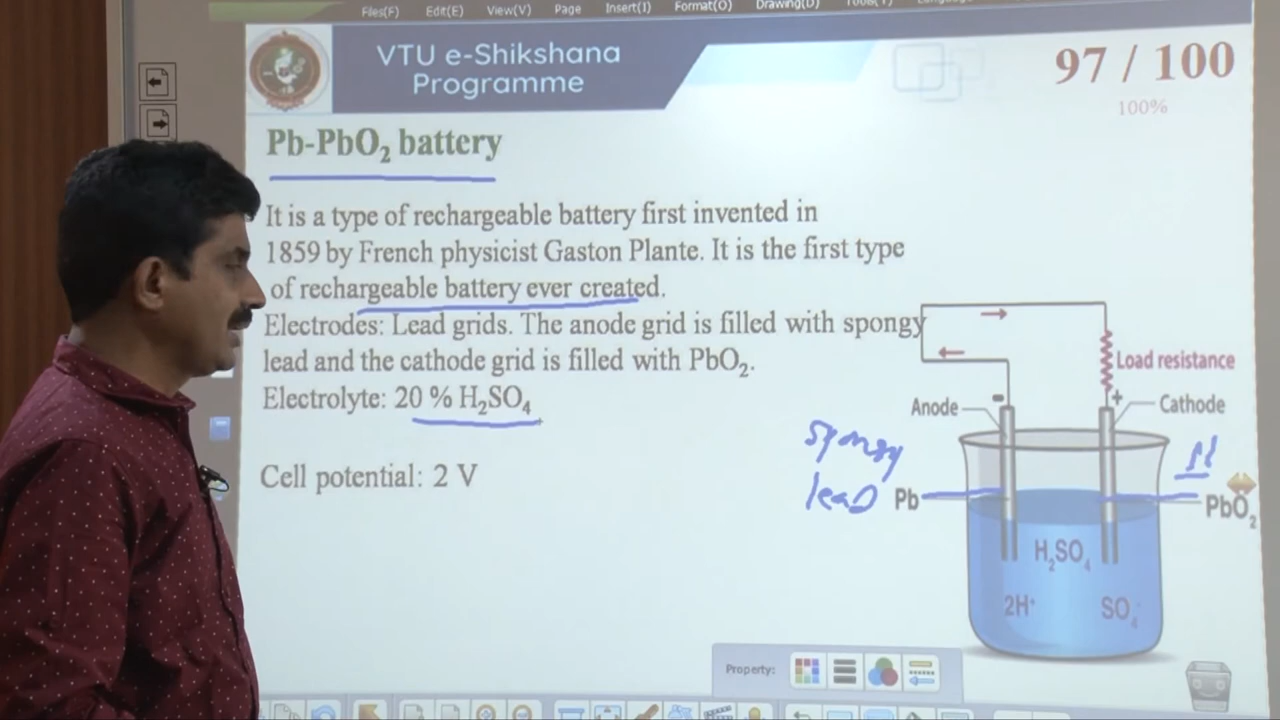 Files(F) Edit(E) View(V) Page Insert(I) Format(O) Drawing(D)
VTU e-Shikshana
Programme
97 / 100
100%
Pb-PbO₂ battery
It is a type of rechargeable battery first invented in
1859 by French physicist Gaston Plante. It is the first type
of rechargeable battery ever created.
Electrodes: Lead grids. The anode grid is filled with spongy
lead and the cathode grid is filled with PbO₂.
Electrolyte: 20 % H₂SO₄
Cell potential: 2 V
Load resistance
Anode
-
+
Cathode
spongy
lead
Pb
PbO₂
H₂SO₄
2H⁺
SO₄
Property: